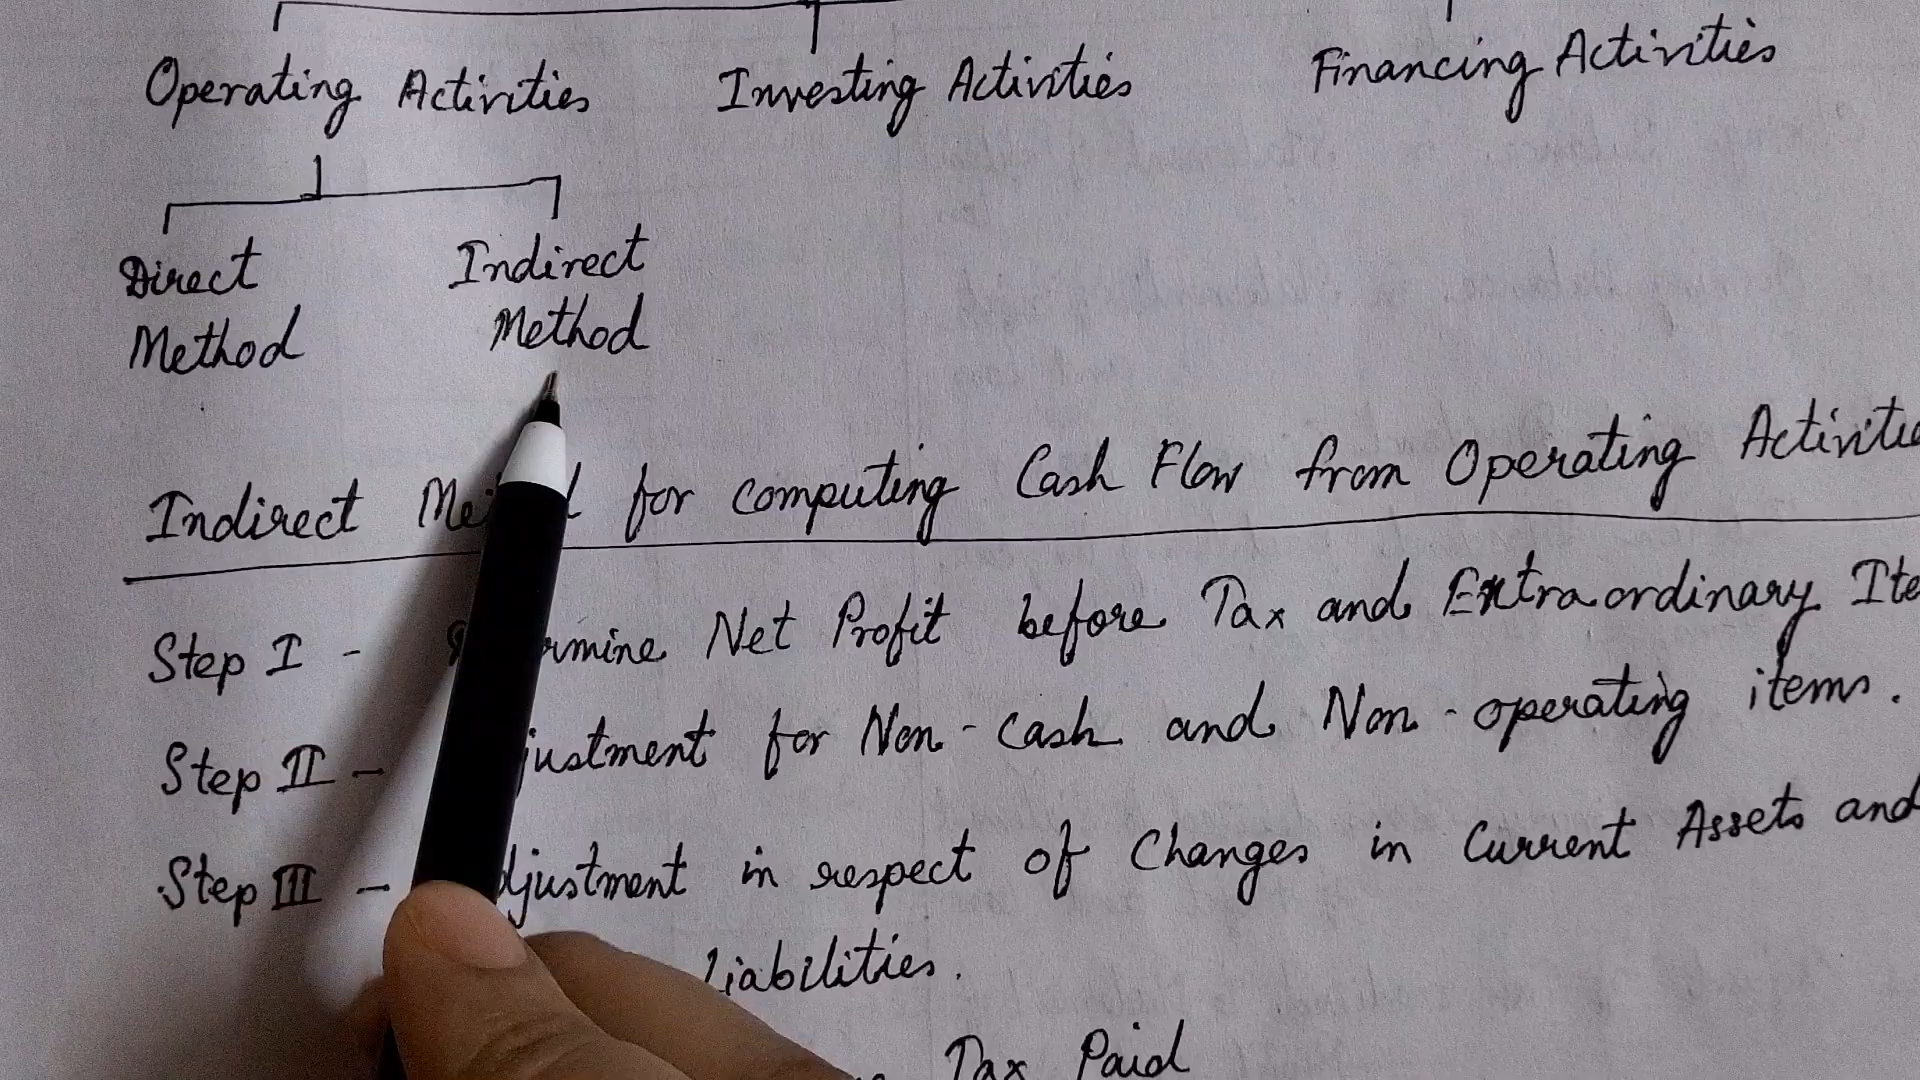 Operating Activities Investing Activities Financing Activities
Direct Method
Indirect Method
Indirect for computing Cash Flow from Operating
Step I - Net Profit before Tax and Extraordinary
Step II - for Non-cash and Non-operating items.
Step III - in respect of Changes in Current Assets and
Liabilities.
Tax Paid